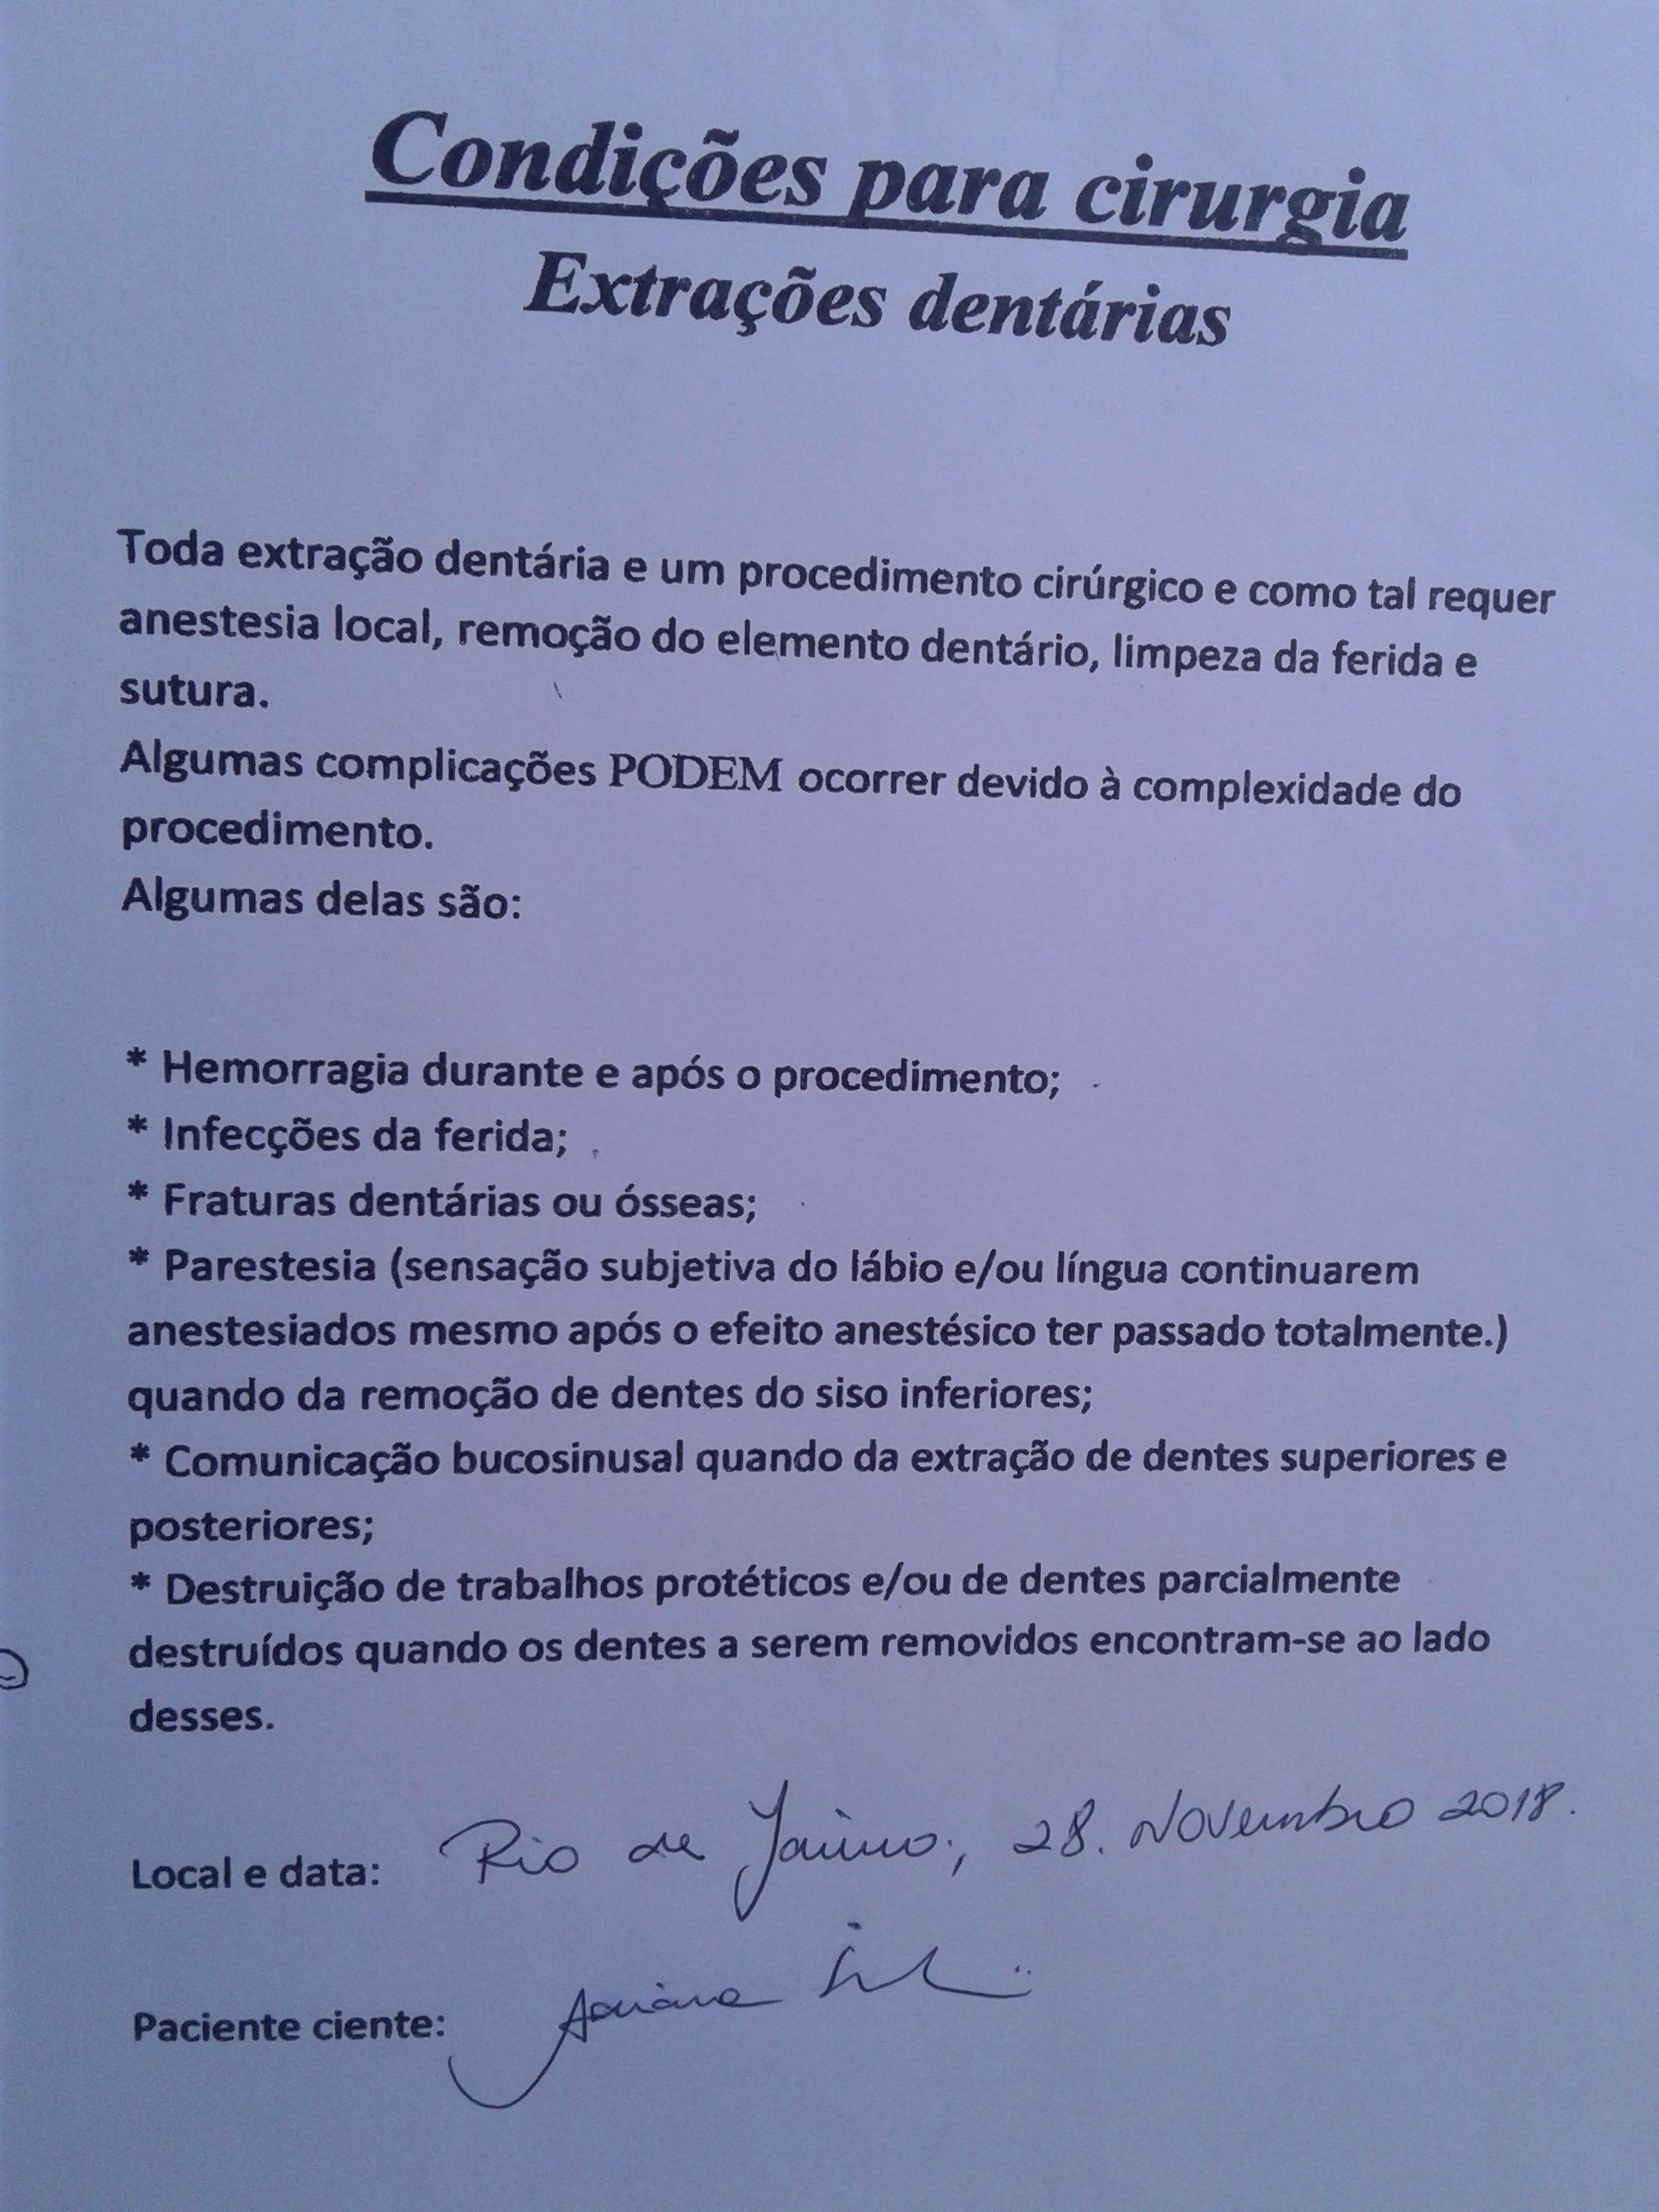 Condições para cirurgia
Extrações dentárias
Toda extração dentária e um procedimento cirúrgico e como tal requer
anestesia local, remoção do elemento dentário, limpeza da ferida e
sutura.
Algumas complicações PODEM ocorrer devido à complexidade do
procedimento.
Algumas delas são:
* Hemorragia durante e após o procedimento;
* Infecções da ferida;
* Fraturas dentárias ou ósseas;
* Parestesia (sensação subjetiva do lábio e/ou língua continuarem
anestesiados mesmo após o efeito anestésico ter passado totalmente.)
quando da remoção de dentes do siso inferiores;
* Comunicação bucosinusal quando da extração de dentes superiores e
posteriores;
* Destruição de trabalhos protéticos e/ou de dentes parcialmente
destruídos quando os dentes a serem removidos encontram-se ao lado
desses.
Local e data: Rio de Janeiro, 28. Novembro 2018.
Paciente ciente: